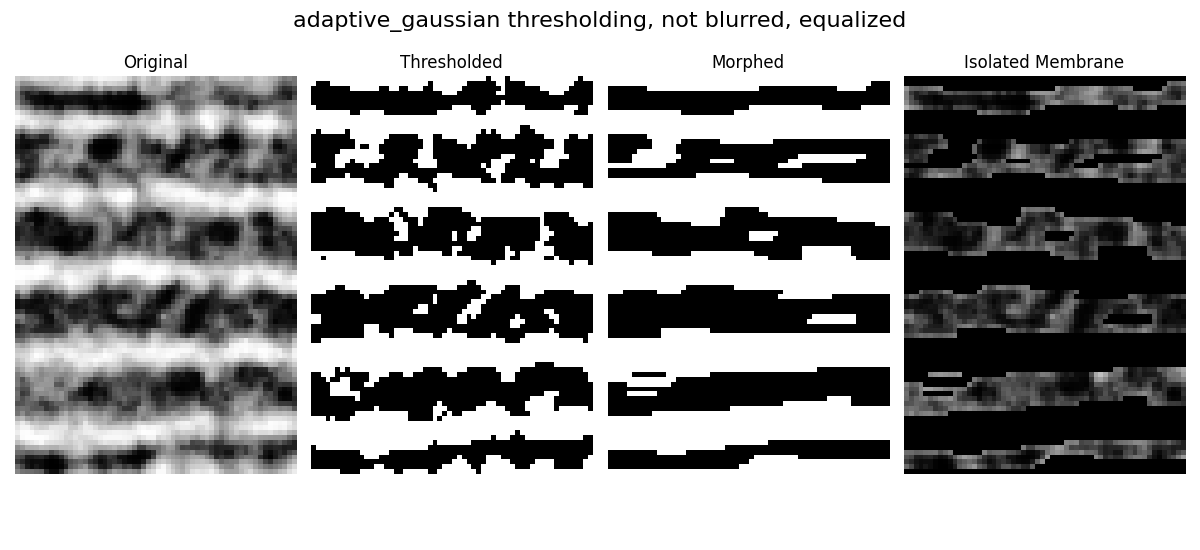 adaptive_gaussian thresholding, not blurred, equalized
Original
Thresholded
Morphed
Isolated Membrane